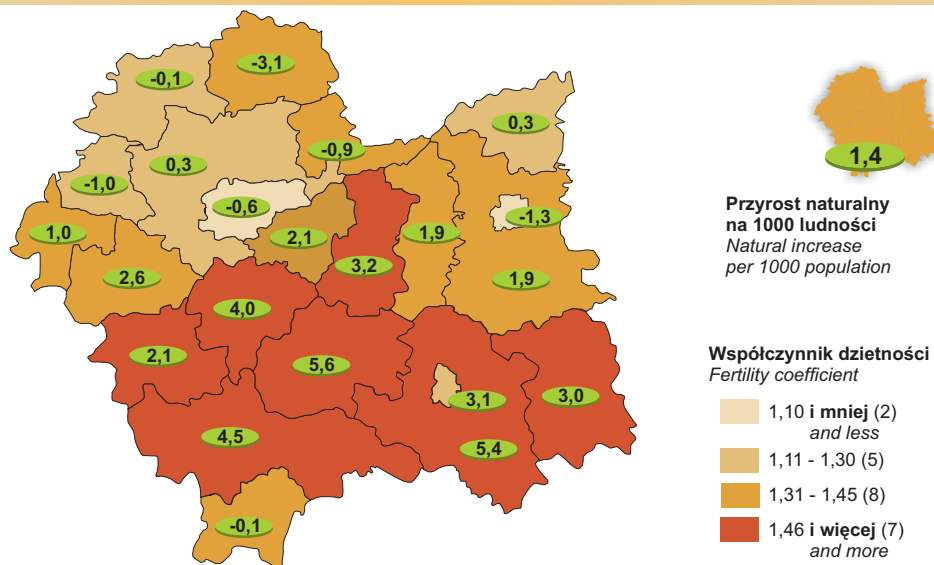 -3,1
-0,1
0,3
1,4
-0,9
0,3
-1,0
-0,6
-1,3
1,0
2,1
1,9
3,2
2,6
1,9
4,0
2,1
5,6
3,1
3,0
4,5
5,4
-0,1
Przyrost naturalny
na 1000 ludności
Natural increase
per 1000 population
Współczynnik dzietności
Fertility coefficient
1,10 i mniej (2)
and less
1,11 - 1,30 (5)
1,31 - 1,45 (8)
1,46 i więcej (7)
and more